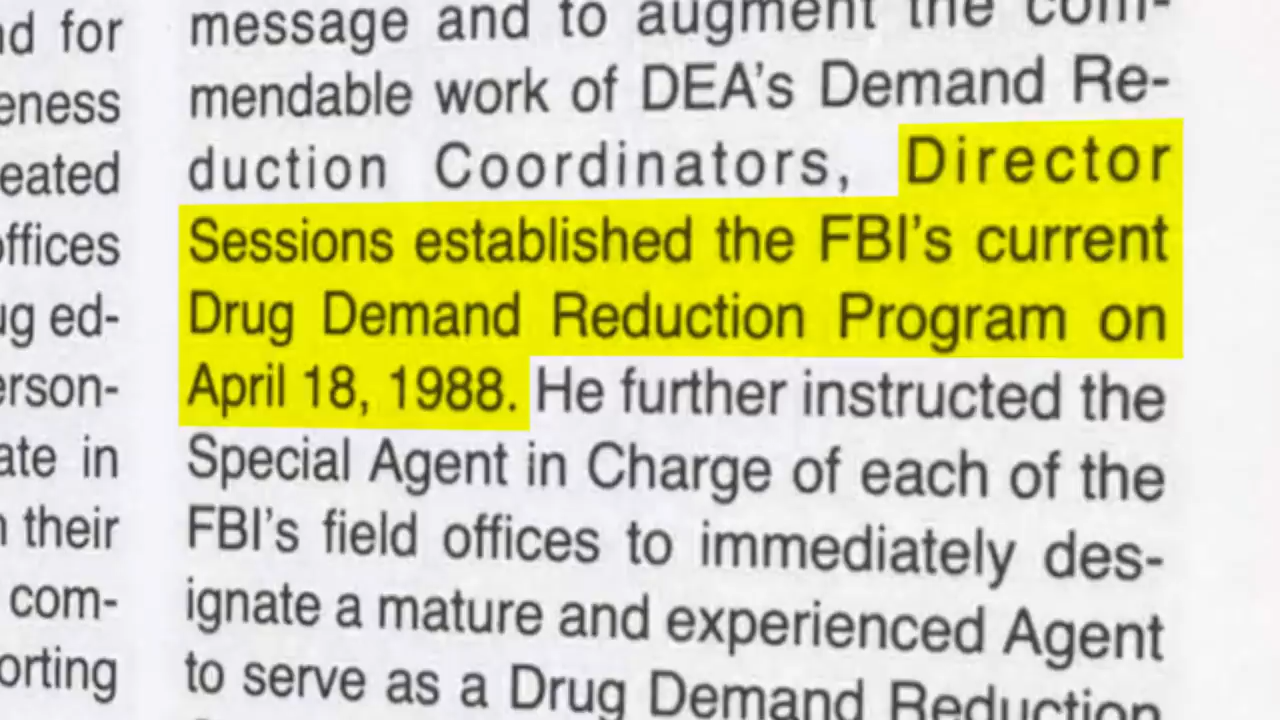 nd for
eness
eated
offices
ug ed-
erson-
ate in
n their
com-
orting
message and to augment the com-
mendable work of DEA's Demand Re-
duction Coordinators, Director
Sessions established the FBI's current
Drug Demand Reduction Program on
April 18, 1988. He further instructed the
Special Agent in Charge of each of the
FBI's field offices to immediately des-
ignate a mature and experienced Agent
to serve as a Drug Demand Reduction